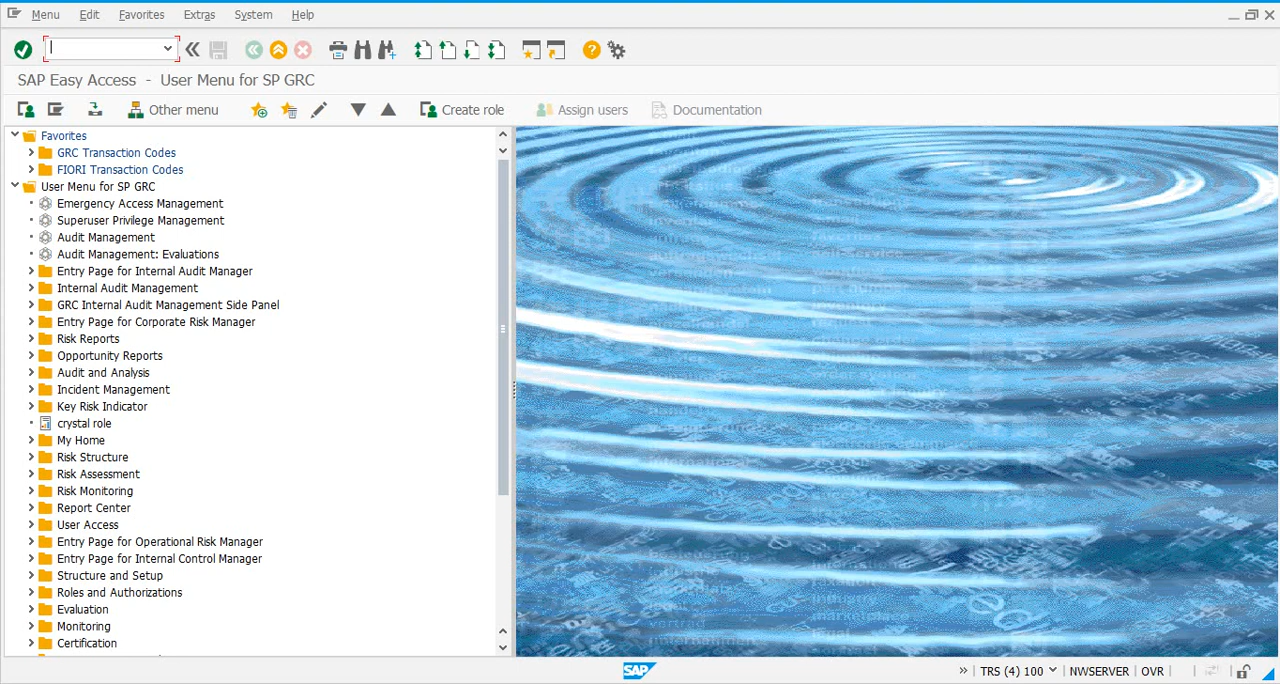 Menu Edit Favorites Extras System Help
SAP Easy Access - User Menu for SP GRC
Other menu Create role Assign users Documentation
Favorites
GRC Transaction Codes
FIORI Transaction Codes
User Menu for SP GRC
Emergency Access Management
Superuser Privilege Management
Audit Management
Audit Management: Evaluations
Entry Page for Internal Audit Manager
Internal Audit Management
GRC Internal Audit Management Side Panel
Entry Page for Corporate Risk Manager
Risk Reports
Opportunity Reports
Audit and Analysis
Incident Management
Key Risk Indicator
crystal role
My Home
Risk Structure
Risk Assessment
Risk Monitoring
Report Center
User Access
Entry Page for Operational Risk Manager
Entry Page for Internal Control Manager
Structure and Setup
Roles and Authorizations
Evaluation
Monitoring
Certification
marketplace
vertrag
SAP TRS (4) 100 NWSERVER OVR